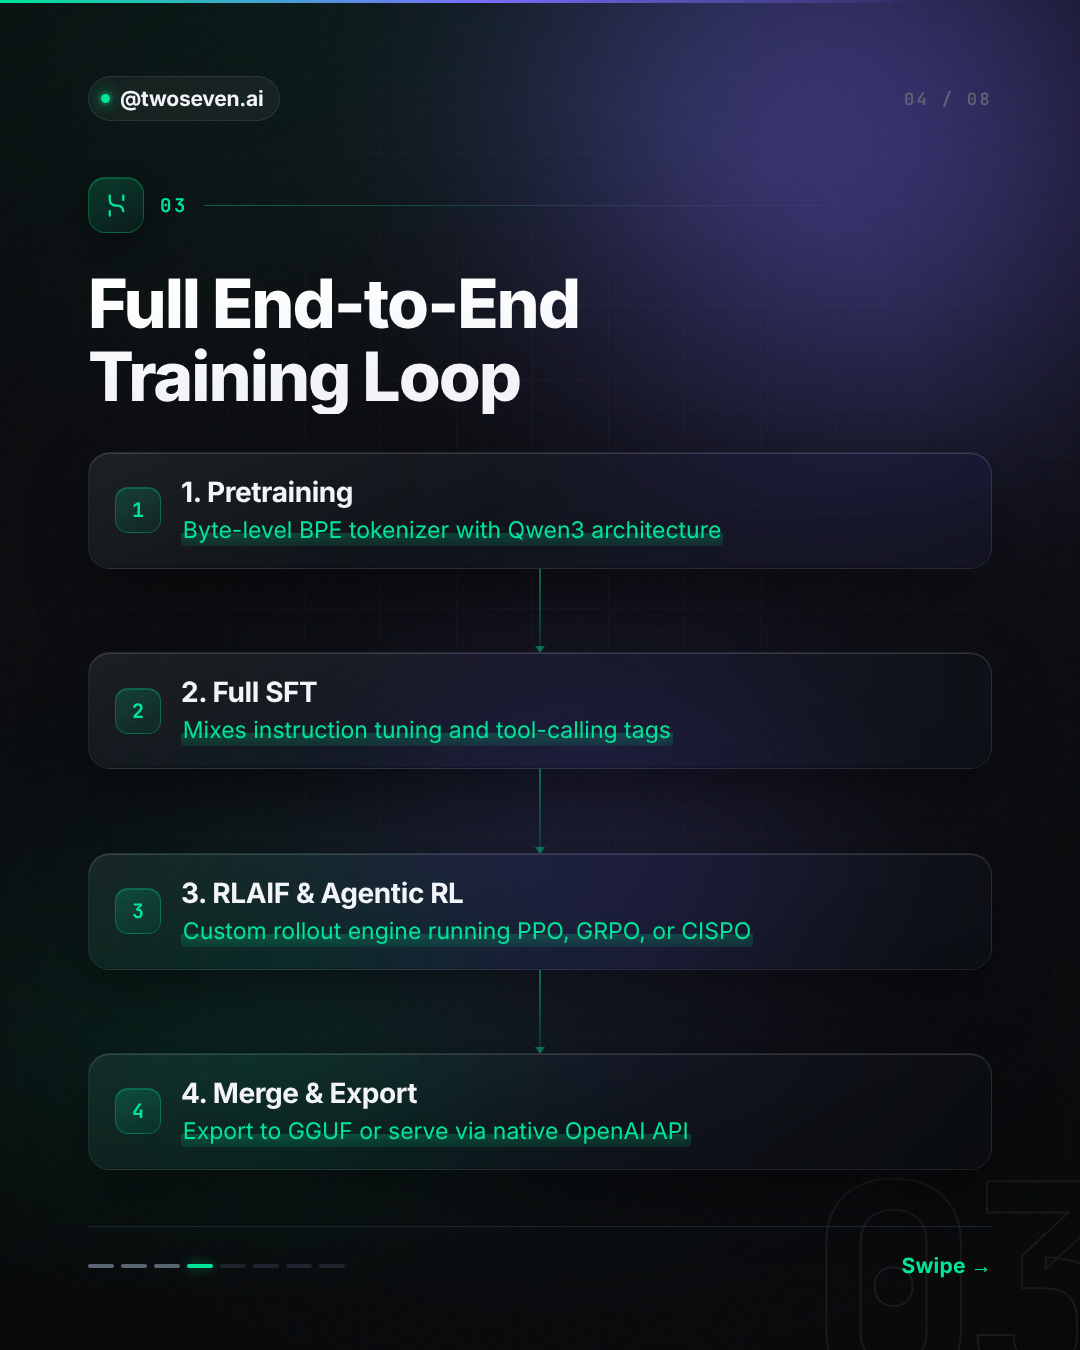 @twoseven.ai
04 / 08
03
Full End-to-End
Training Loop
1
1. Pretraining
Byte-level BPE tokenizer with Qwen3 architecture
2
2. Full SFT
Mixes instruction tuning and tool-calling tags
3
3. RLAIF & Agentic RL
Custom rollout engine running PPO, GRPO, or CISPO
4
4. Merge & Export
Export to GGUF or serve via native OpenAI API
03
Swipe →